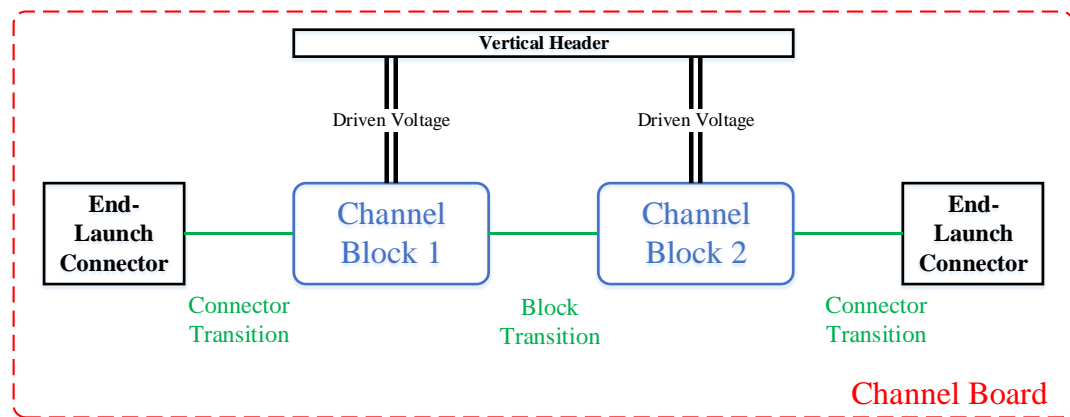 Vertical Header
Driven Voltage
Driven Voltage
End-
Launch
Connector
Channel
Block 1
Channel
Block 2
End-
Launch
Connector
Connector
Transition
Block
Transition
Connector
Transition
Channel Board